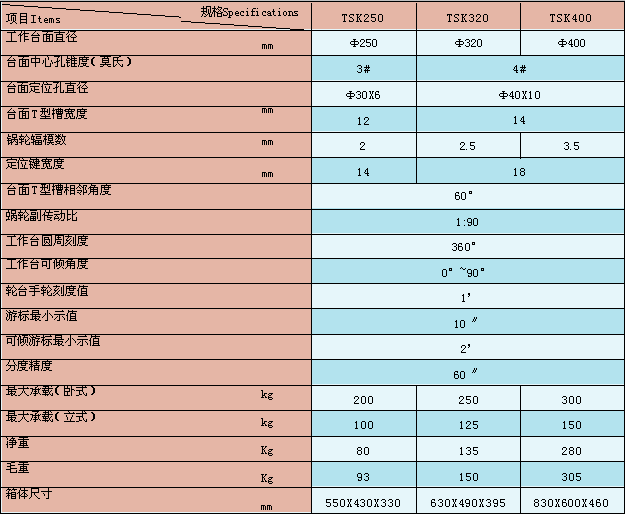 项目Items 规格Specifications TSK250 TSK320 TSK400
工作台面直径 mm Φ250 Φ320 Φ400
台面中心孔锥度(莫氏) 3# 4#
台面定位孔直径 Φ30X6 Φ40X10
台面T型槽宽度 mm 12 14
锅轮辐模数 mm 2 2.5 3.5
定位键宽度 mm 14 18
台面T型槽相邻角度 60°
蜗轮副传动比 1:90
工作台圆周刻度 360°
工作台可倾角度 0°~90°
轮台手轮刻度值 1’
游标最小示值 10〃
可倾游标最小示值 2’
分度精度 60〃
最大承载(卧式) kg 200 250 300
最大承载(立式) kg 100 125 150
净重 Kg 80 135 280
毛重 Kg 93 150 305
箱体尺寸 mm 550X430X330 630X490X395 830X600X460